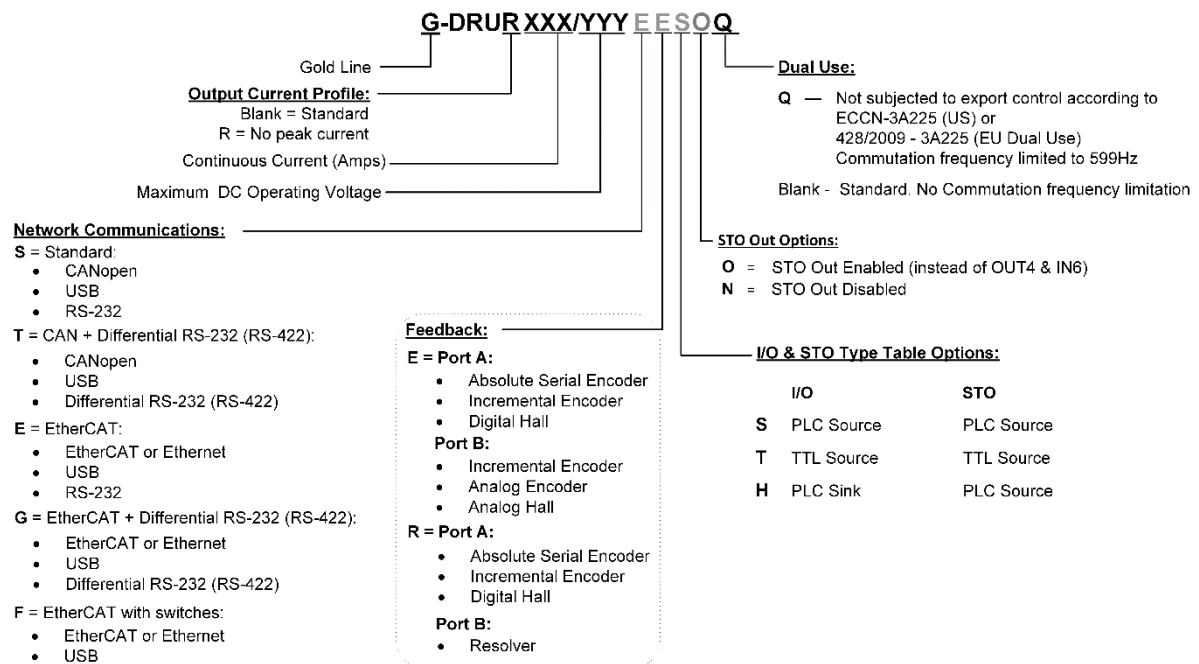 G-DRURXXX/YYY E E S O Q
Gold Line
Output Current Profile:
Blank = Standard
R = No peak current
Continuous Current (Amps)
Maximum DC Operating Voltage
Network Communications:
S = Standard:
• CANopen
• USB
• RS-232
T = CAN + Differential RS-232 (RS-422):
• CANopen
• USB
• Differential RS-232 (RS-422)
E = EtherCAT:
• EtherCAT or Ethernet
• USB
• RS-232
G = EtherCAT + Differential RS-232 (RS-422):
• EtherCAT or Ethernet
• USB
• Differential RS-232 (RS-422)
F = EtherCAT with switches:
• EtherCAT or Ethernet
• USB
Feedback:
E = Port A:
• Absolute Serial Encoder
• Incremental Encoder
• Digital Hall
Port B:
• Incremental Encoder
• Analog Encoder
• Analog Hall
R = Port A:
• Absolute Serial Encoder
• Incremental Encoder
• Digital Hall
Port B:
• Resolver
Dual Use:
Q — Not subjected to export control according to
ECCN-3A225 (US) or
428/2009 - 3A225 (EU Dual Use)
Commutation frequency limited to 599Hz
Blank - Standard. No Commutation frequency limitation
STO Out Options:
O = STO Out Enabled (instead of OUT4 & IN6)
N = STO Out Disabled
I/O & STO Type Table Options:
I/O STO
S PLC Source PLC Source
T TTL Source TTL Source
H PLC Sink PLC Source